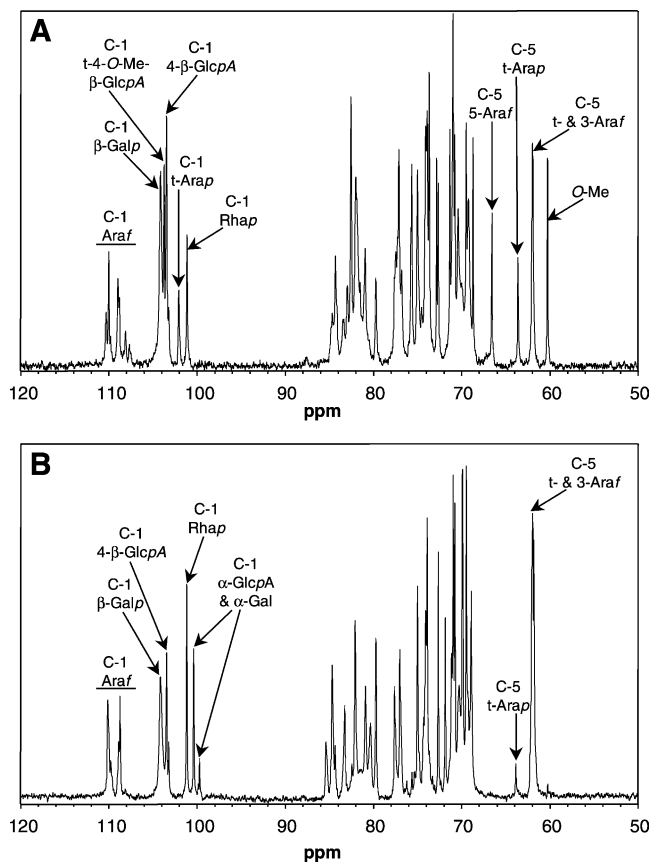 A
C-1
t-4-O-Me-
β-GlcpA
C-1
4-β-GlcpA
C-1
β-Galp
C-1
t-Arap
C-1
Rhap
C-1
Araf
C-5
5-Araf
C-5
t-Arap
C-5
t- & 3-Araf
O-Me
120 110 100 90 80 70 60 50
ppm
B
C-1
4-β-GlcpA
C-1
β-Galp
C-1
Araf
C-1
Rhap
C-1
α-GlcpA
& α-Gal
C-5
t-Arap
C-5
t- & 3-Araf
120 110 100 90 80 70 60 50
ppm